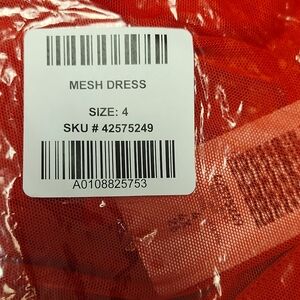 MESH DRESS
SIZE: 4
SKU # 42575249
A0108825753